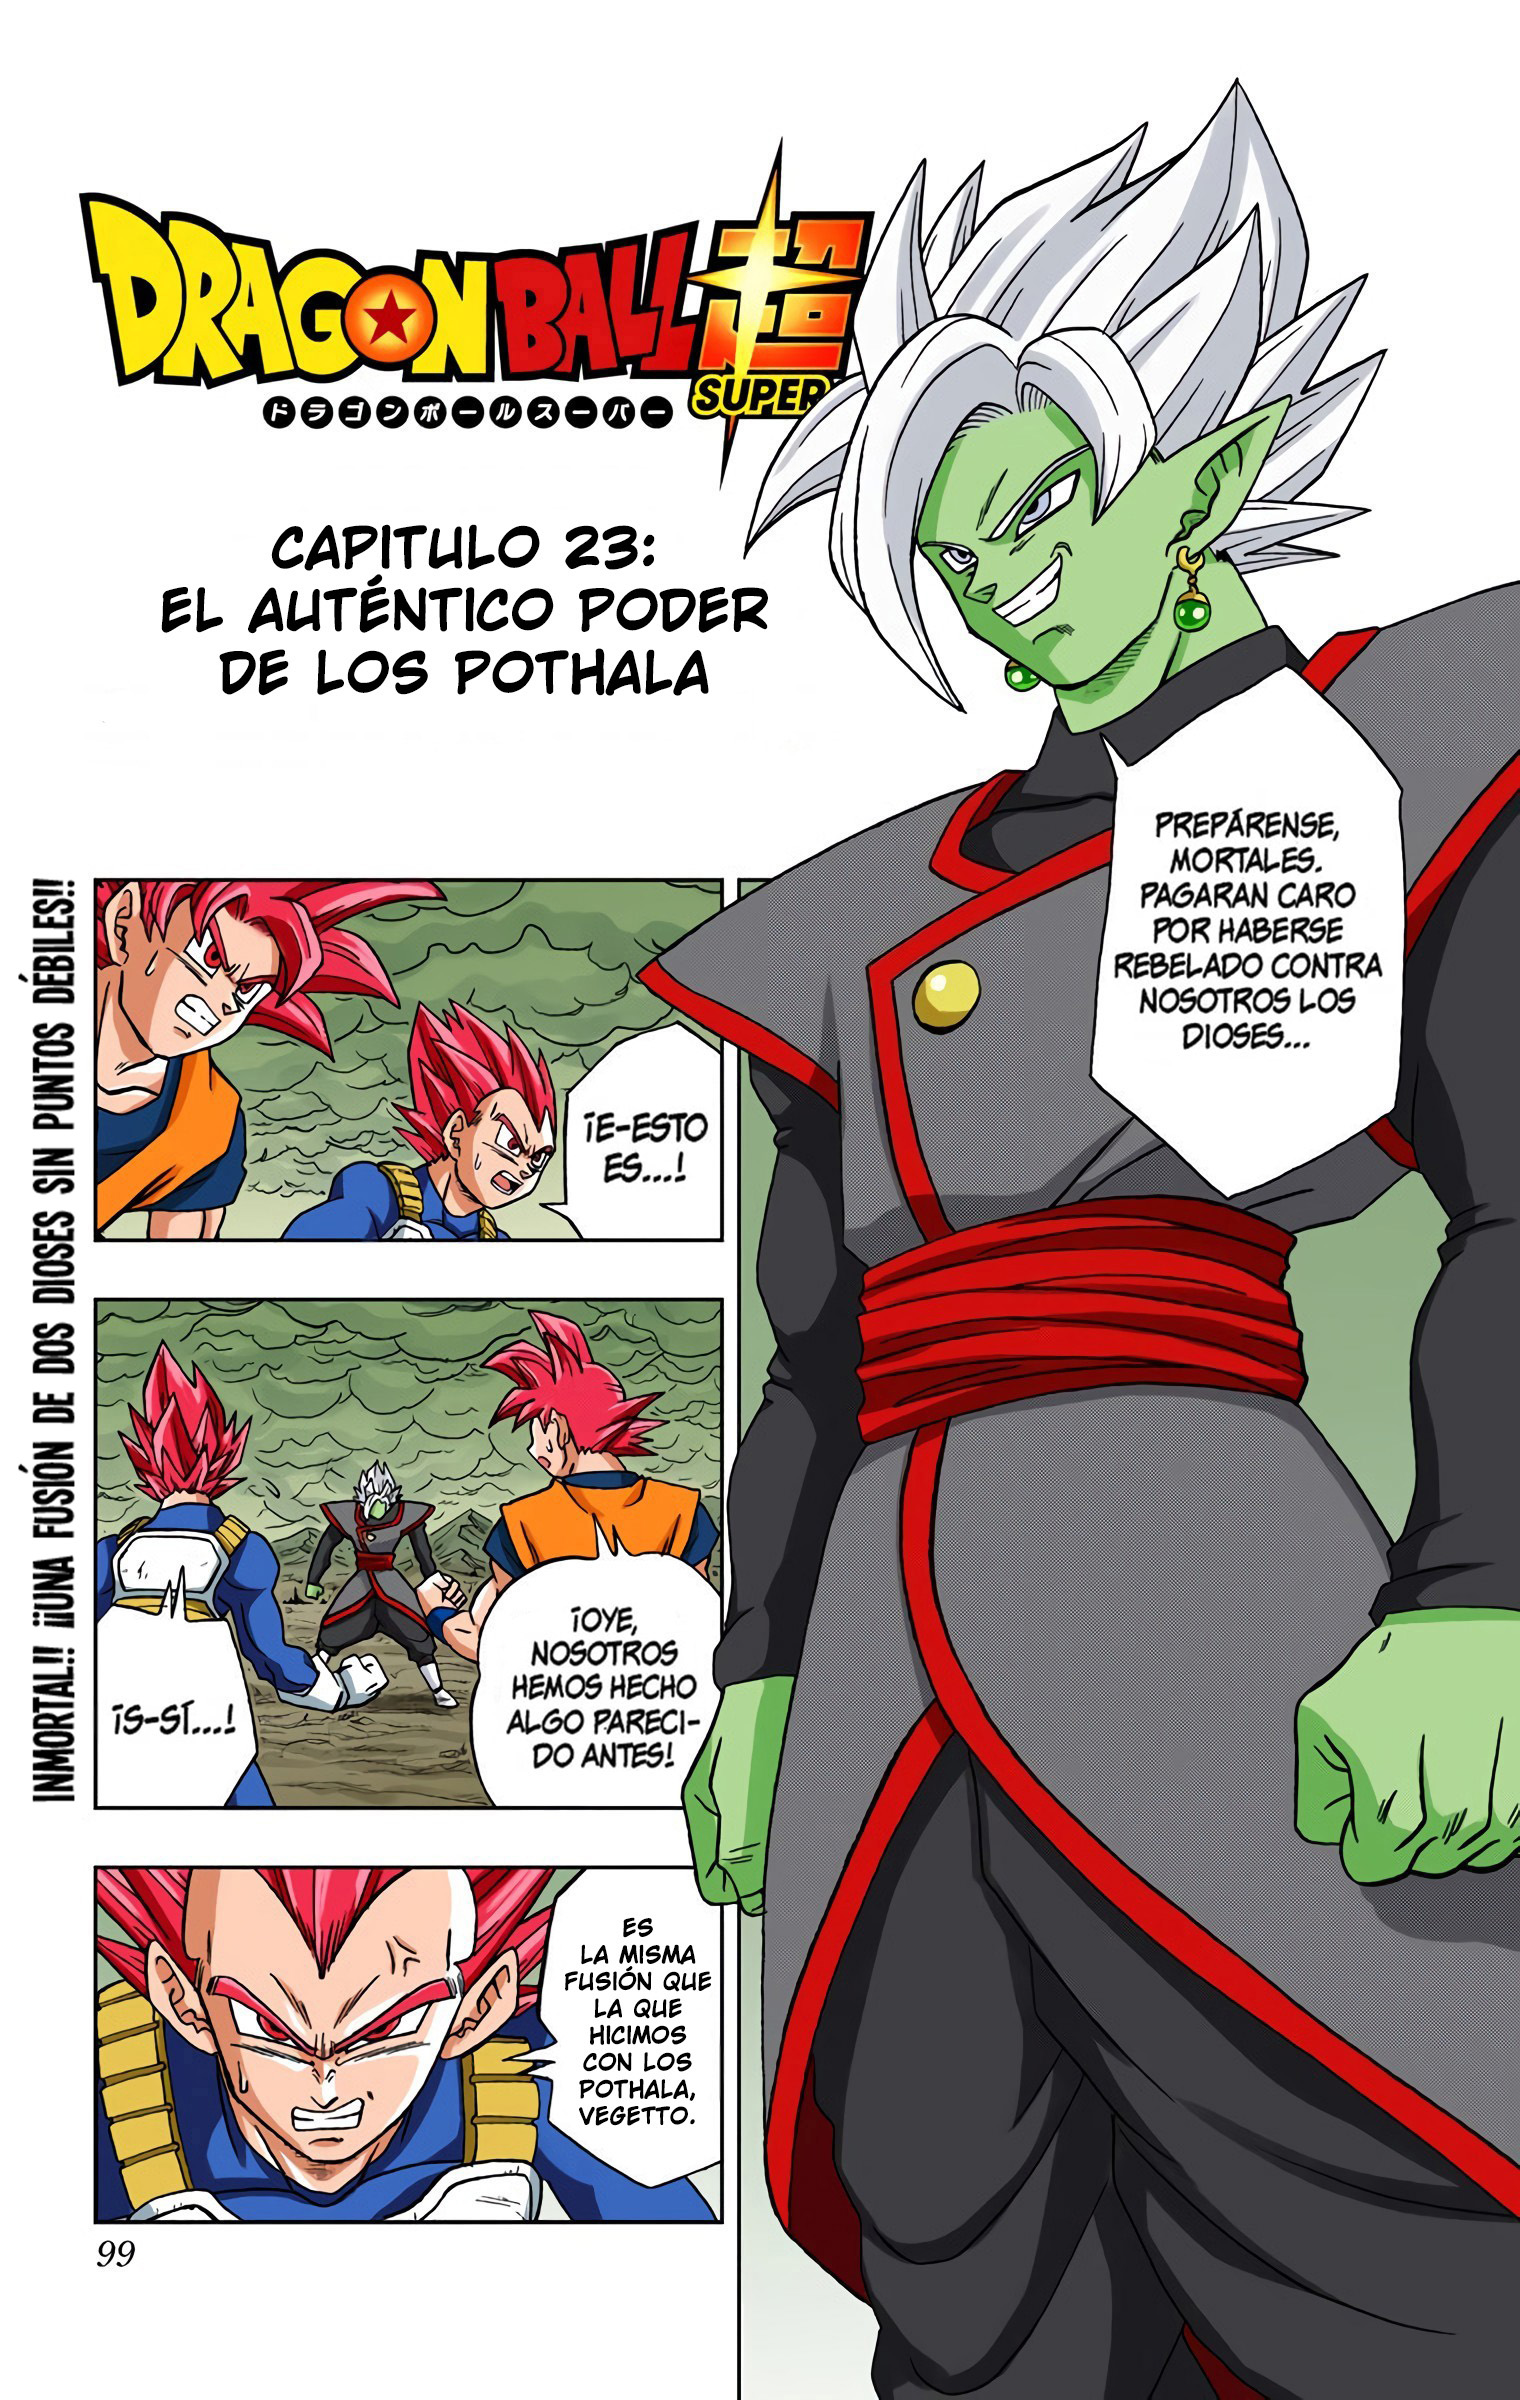 DRAGON BALL 超
SUPER
ドラゴンボールスーパー
CAPITULO 23:
EL AUTÉNTICO PODER
DE LOS POTHALA
PREPÁRENSE,
MORTALES.
PAGARAN CARO
POR HABERSE
REBELADO CONTRA
NOSOTROS LOS
DIOSES...
INMORTAL!! ¡¡UNA FUSIÓN DE DOS DIOSES SIN PUNTOS DÉBILES!!
¡E-ESTO
ES...!
¡OYE,
NOSOTROS
HEMOS HECHO
ALGO PARECI-
DO ANTES!
¡S-SÍ...!
ES
LA MISMA
FUSIÓN QUE
LA QUE
HICIMOS
CON LOS
POTHALA,
VEGETTO.
99